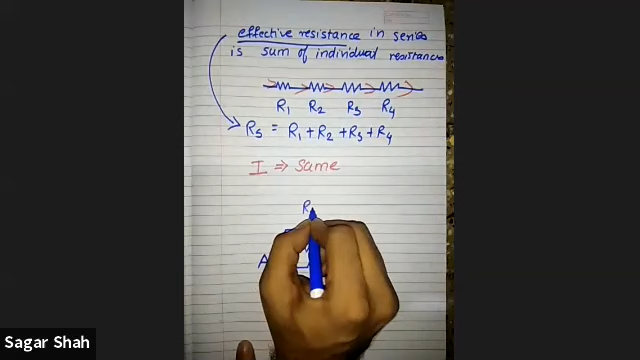 effective resistance in series
is sum of individual resistances
R1 R2 R3 R4
Rs = R1 + R2 + R3 + R4
I ⇒ same
R
A
Sagar Shah